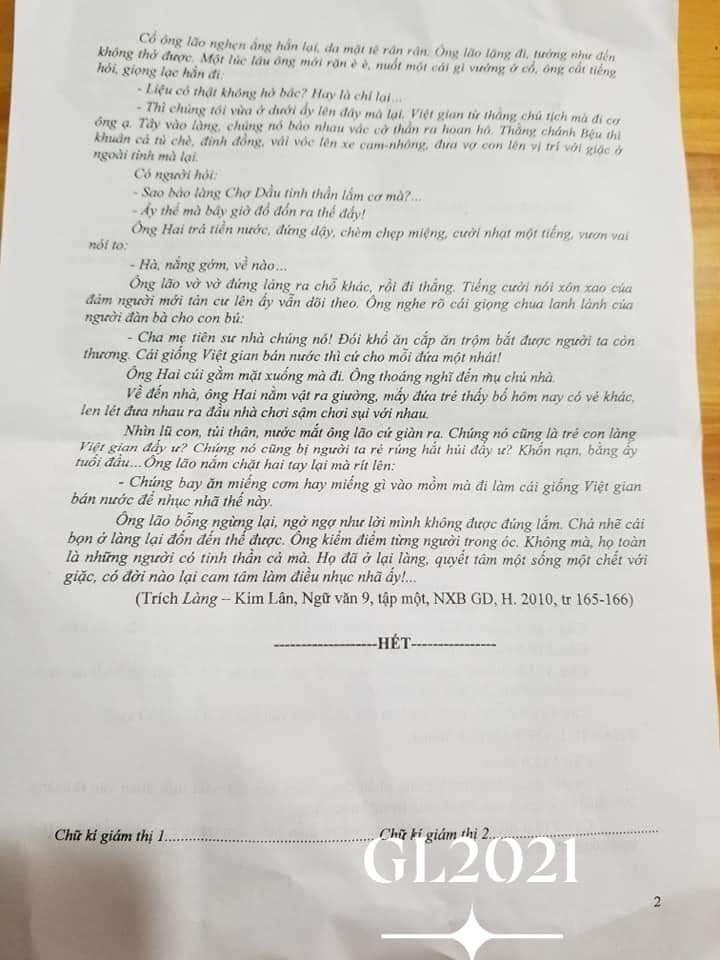 Cổ ông lão nghẹn ắng hẳn lại, da mặt tê rân rân. Ông lão lặng đi, tưởng như đến
không thở được. Một lúc lâu ông mới rặn è è, nuốt một cái gì vướng ở cổ, ông cất tiếng
hỏi, giọng lạc hẳn đi:
- Liệu có thật không hở bác? Hay là chỉ lại...
- Thì chúng tôi vừa ở dưới ấy lên đây mà lại. Việt gian từ thằng chủ tịch mà đi cơ
ông ạ. Tây vào làng, chúng nó bảo nhau vác cờ thần ra hoan hô. Thằng chánh Bệu thì
khuân cả tủ chè, đỉnh đồng, vải vóc lên xe cam-nhông, đưa vợ con lên vị trí với giặc ở
ngoài tỉnh mà lại.
Có người hỏi:
- Sao bảo làng Chợ Dầu tinh thần lắm cơ mà?...
- Ấy thế mà bây giờ đổ đốn ra thế đấy!
Ông Hai trả tiền nước, đứng dậy, chèm chẹp miệng, cười nhạt một tiếng, vươn vai
nói to:
- Hà, nắng gớm, về nào...
Ông lão vờ vờ đứng lảng ra chỗ khác, rồi đi thẳng. Tiếng cười nói xôn xao của
đám người mới tản cư lên ấy vẫn dõi theo. Ông nghe rõ cái giọng chua lanh lảnh của
người đàn bà cho con bú:
- Cha mẹ tiên sư nhà chúng nó! Đói khổ ăn cắp ăn trộm bắt được người ta còn
thương. Cái giống Việt gian bán nước thì cứ cho mỗi đứa một nhát!
Ông Hai cúi gằm mặt xuống mà đi. Ông thoáng nghĩ đến mụ chủ nhà.
Về đến nhà, ông Hai nằm vật ra giường, mấy đứa trẻ thấy bố hôm nay có vẻ khác,
len lét đưa nhau ra đầu nhà chơi sậm chơi sụi với nhau.
Nhìn lũ con, tủi thân, nước mắt ông lão cứ giàn ra. Chúng nó cũng là trẻ con làng
Việt gian đấy ư? Chúng nó cũng bị người ta rẻ rúng hắt hủi đấy ư? Khốn nạn, bằng ấy
tuổi đầu...Ông lão nắm chặt hai tay lại mà rít lên:
- Chúng bay ăn miếng cơm hay miếng gì vào mồm mà đi làm cái giống Việt gian
bán nước để nhục nhã thế này.
Ông lão bỗng ngừng lại, ngờ ngợ như lời mình không được đúng lắm. Chả nhẽ cái
bọn ở làng lại đốn đến thế được. Ông kiểm điểm từng người trong óc. Không mà, họ toàn
là những người có tinh thần cả mà. Họ đã ở lại làng, quyết tâm một sống một chết với
giặc, có đời nào lại cam tâm làm điều nhục nhã ấy!...
(Trích Làng – Kim Lân, Ngữ văn 9, tập một, NXB GD, H. 2010, tr 165-166)
-------------------HẾT----------------
Chữ kí giám thị 1................................................ Chữ kí giám thị 2......................................
GL2021
2